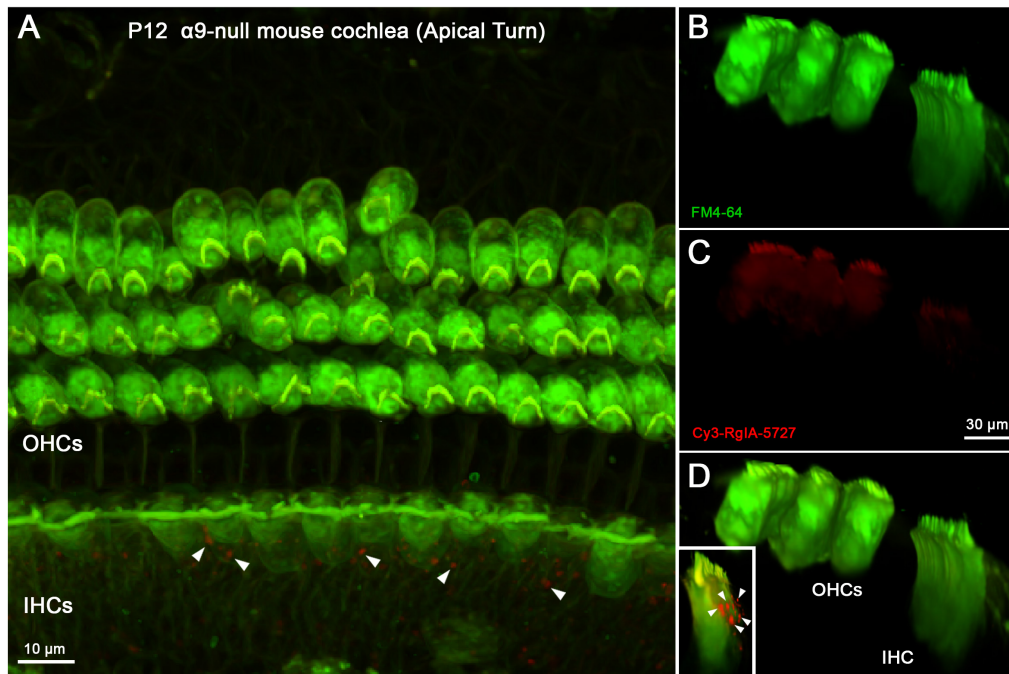 A
P12 α9-null mouse cochlea (Apical Turn)
OHCs
IHCs
10 µm
B
FM4-64
C
Cy3-RgIA-5727
30 µm
D
OHCs
IHC